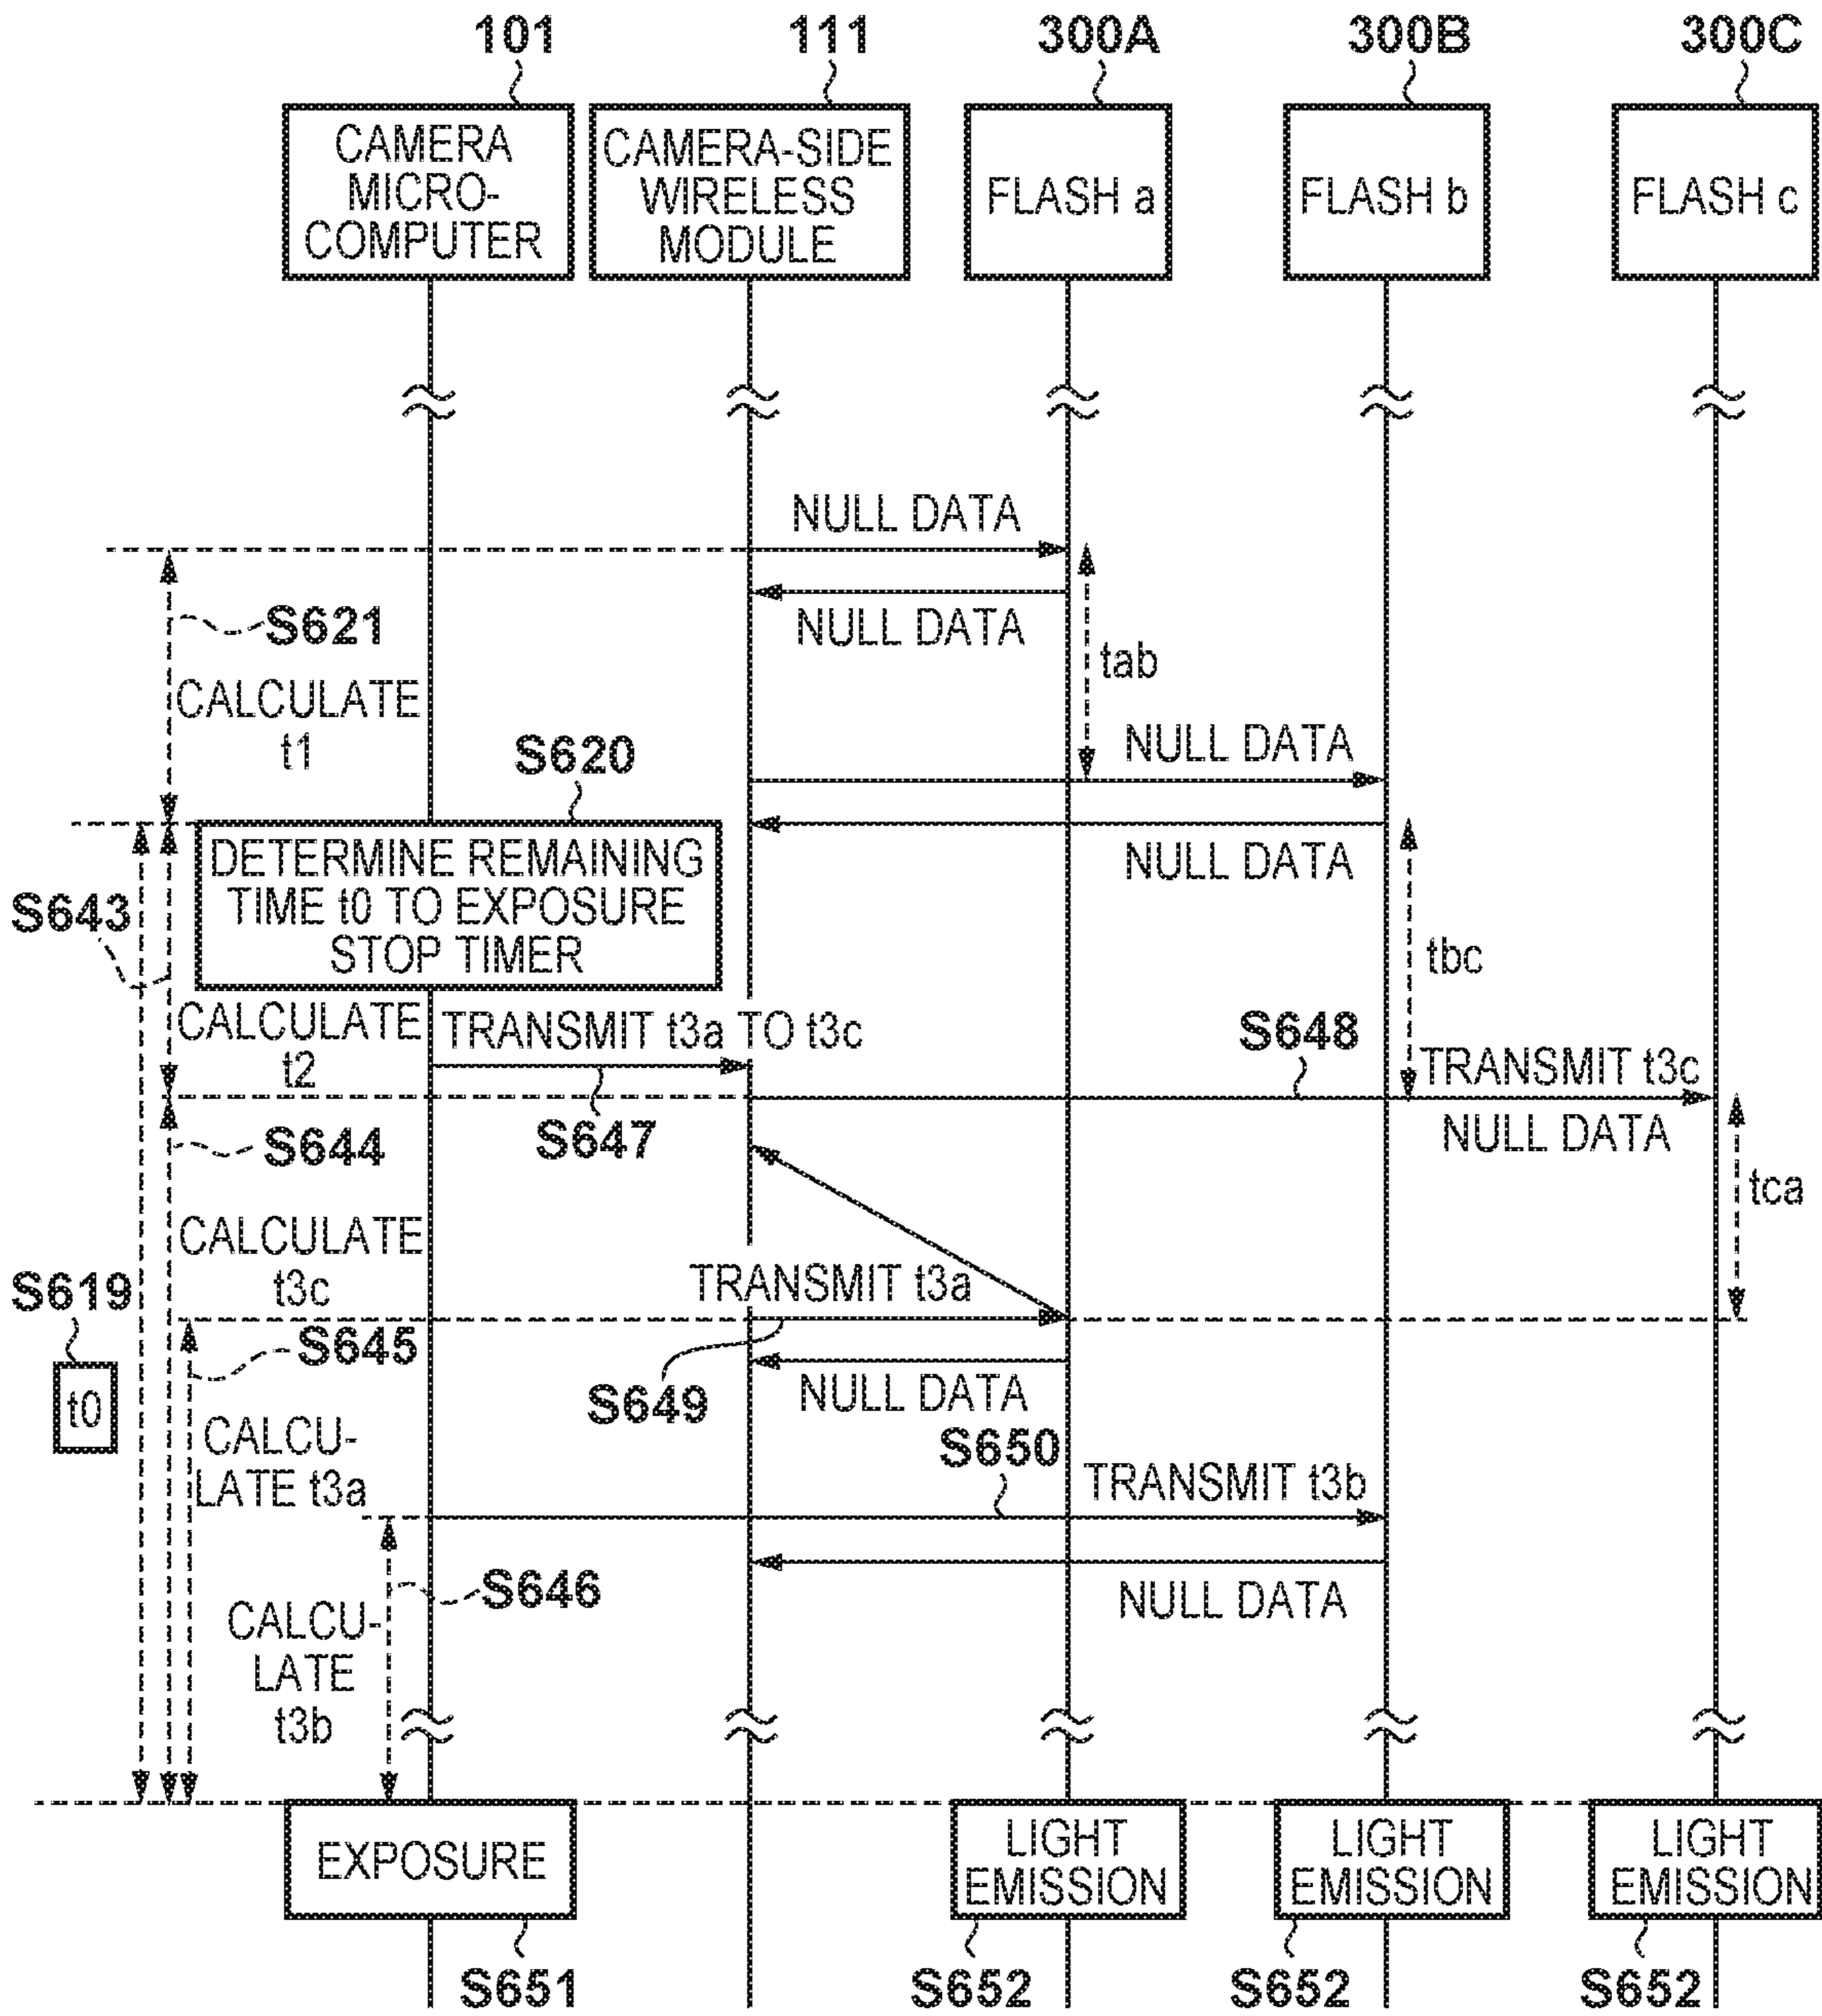 101
111
300A
300B
300C
CAMERA
MICRO-
COMPUTER
CAMERA-SIDE
WIRELESS
MODULE
FLASH a
FLASH b
FLASH c
NULL DATA
S621
NULL DATA
tab
CALCULATE
t1
S620
NULL DATA
DETERMINE REMAINING
TIME t0 TO EXPOSURE
STOP TIMER
NULL DATA
S643
tbc
CALCULATE
t2
TRANSMIT t3a TO t3c
S648
TRANSMIT t3c
S644
S647
NULL DATA
tca
CALCULATE
t3c
S619
TRANSMIT t3a
S645
t0
S649
NULL DATA
CALCU-
LATE t3a
S650
TRANSMIT t3b
S646
NULL DATA
CALCU-
LATE
t3b
EXPOSURE
LIGHT
EMISSION
LIGHT
EMISSION
LIGHT
EMISSION
S651
S652
S652
S652